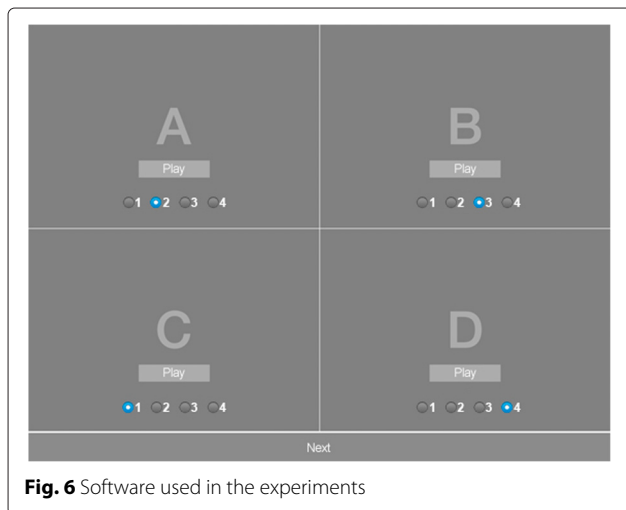 A
B
Play
Play
1 2 3 4
1 2 3 4
C
D
Play
Play
1 2 3 4
1 2 3 4
Next
Fig. 6 Software used in the experiments